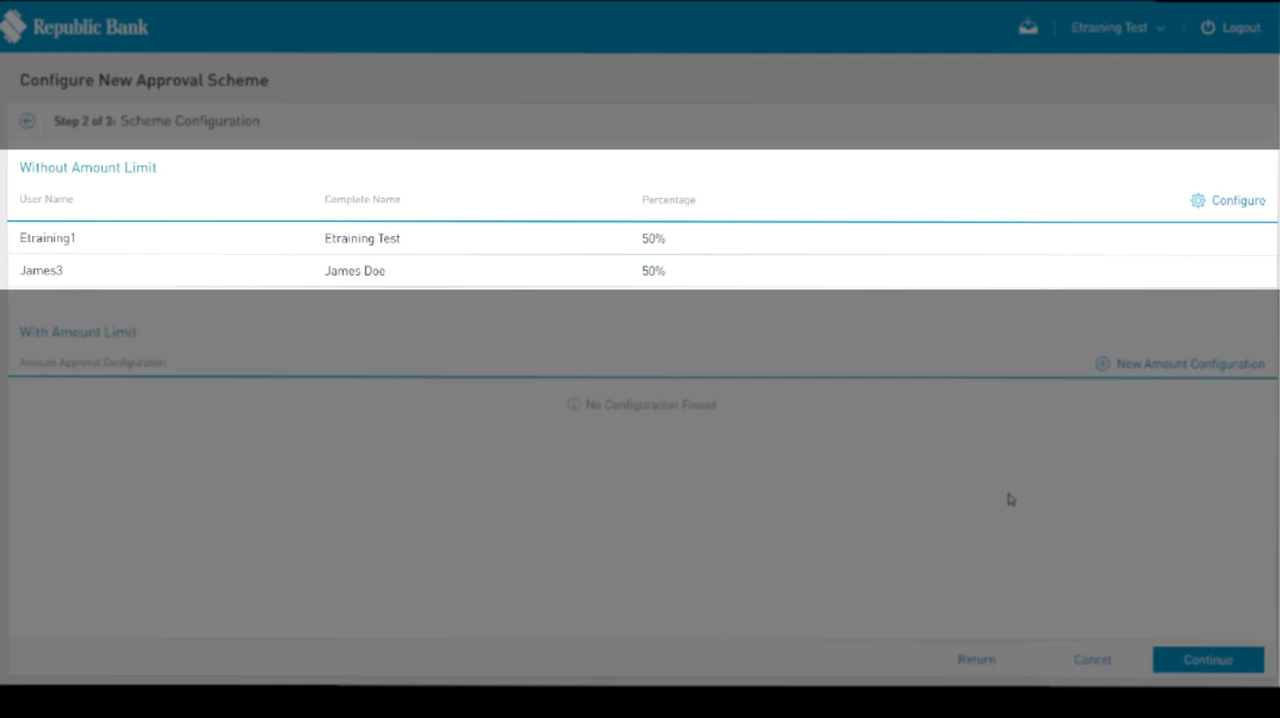 Republic Bank
Etraining Test
Logout
Configure New Approval Scheme
Step 2 of 3: Scheme Configuration
Without Amount Limit
User Name Complete Name Percentage Configure
Etraining1 Etraining Test 50%
James3 James Doe 50%
With Amount Limit
Amount Approval Configuration New Amount Configuration
No Configuration Found
Return Cancel Continue